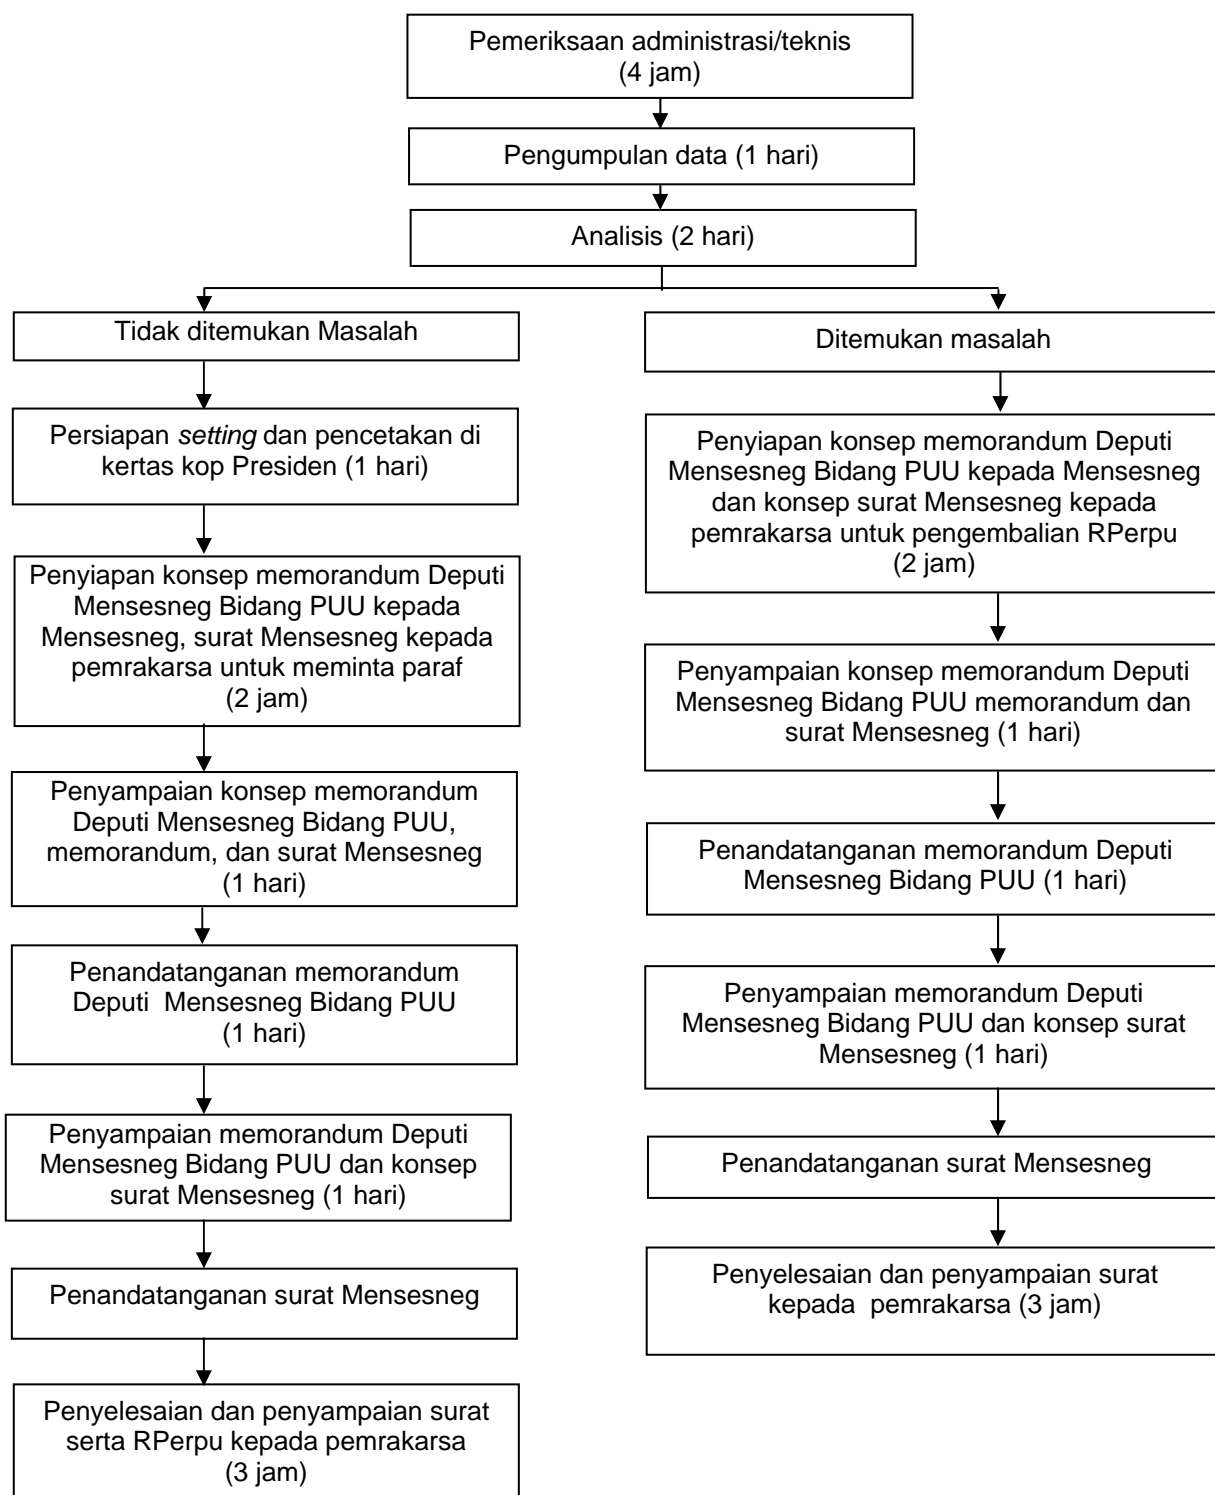 Pemeriksaan administrasi/teknis
(4 jam)
Pengumpulan data (1 hari)
Analisis (2 hari)
Tidak ditemukan Masalah
Persiapan setting dan pencetakan di
kertas kop Presiden (1 hari)
Penyiapan konsep memorandum Deputi
Mensesneg Bidang PUU kepada
Mensesneg, surat Mensesneg kepada
pemrakarsa untuk meminta paraf
(2 jam)
Penyampaian konsep memorandum
Deputi Mensesneg Bidang PUU,
memorandum, dan surat Mensesneg
(1 hari)
Penandatanganan memorandum
Deputi  Mensesneg Bidang PUU
(1 hari)
Penyampaian memorandum Deputi
Mensesneg Bidang PUU dan konsep
surat Mensesneg (1 hari)
Penandatanganan surat Mensesneg
Penyelesaian dan penyampaian surat
serta RPerpu kepada pemrakarsa
(3 jam)
Ditemukan masalah
Penyiapan konsep memorandum Deputi
Mensesneg Bidang PUU kepada Mensesneg
dan konsep surat Mensesneg kepada
pemrakarsa untuk pengembalian RPerpu
(2 jam)
Penyampaian konsep memorandum Deputi
Mensesneg Bidang PUU memorandum dan
surat Mensesneg (1 hari)
Penandatanganan memorandum Deputi
Mensesneg Bidang PUU (1 hari)
Penyampaian memorandum Deputi
Mensesneg Bidang PUU dan konsep surat
Mensesneg (1 hari)
Penandatanganan surat Mensesneg
Penyelesaian dan penyampaian surat
kepada  pemrakarsa (3 jam)